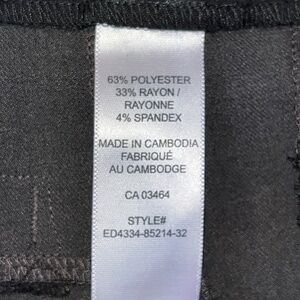 63% POLYESTER
33% RAYON /
RAYONNE
4% SPANDEX
MADE IN CAMBODIA
FABRIQUÉ
AU CAMBODGE
CA 03464
STYLE#
ED4334-85214-32